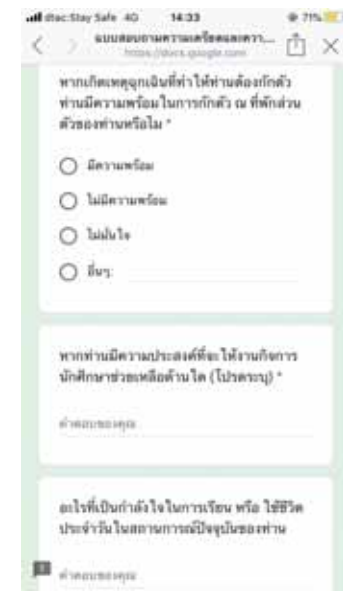 dtac:Stay Safe 4G 14:33 71%
แบบสอบถามความเครียดและควา...
https://docs.google.com
หากเกิดเหตุฉุกเฉินที่ทำให้ท่านต้องกักตัว
ท่านมีความพร้อมในการกักตัว ณ ที่พักส่วน
ตัวของท่านหรือไม่ *
มีความพร้อม
ไม่มีความพร้อม
ไม่มั่นใจ
อื่นๆ:
หากท่านมีความประสงค์ที่จะให้งานกิจการ
นักศึกษาช่วยเหลือด้านใด (โปรดระบุ) *
คำตอบของคุณ
อะไรที่เป็นกำลังใจในการเรียน หรือ ใช้ชีวิต
ประจำวันในสถานการณ์ปัจจุบันของท่าน
คำตอบของคุณ